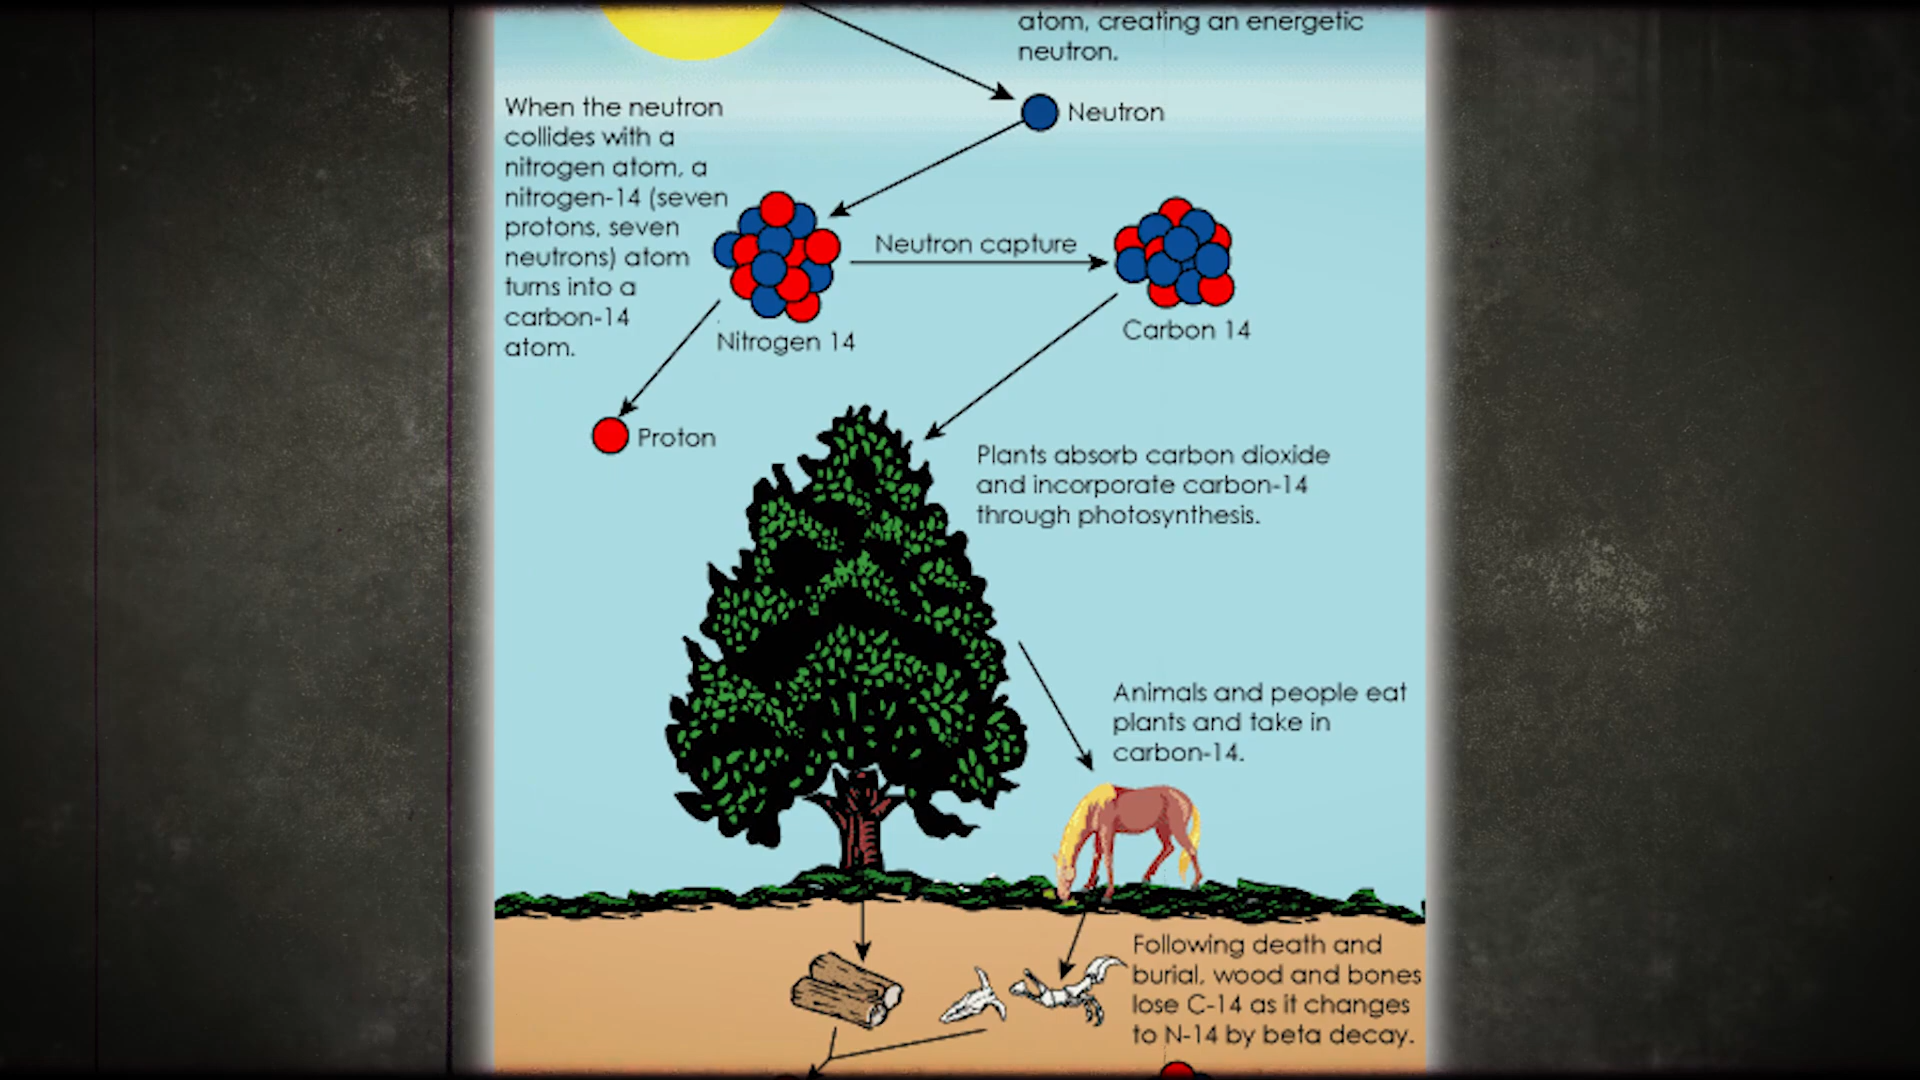 atom, creating an energetic
neutron.
Neutron
When the neutron
collides with a
nitrogen atom, a
nitrogen-14 (seven
protons, seven
neutrons) atom
turns into a
carbon-14
atom.
Neutron capture
Nitrogen 14
Carbon 14
Proton
Plants absorb carbon dioxide
and incorporate carbon-14
through photosynthesis.
Animals and people eat
plants and take in
carbon-14.
Following death and
burial, wood and bones
lose C-14 as it changes
to N-14 by beta decay.